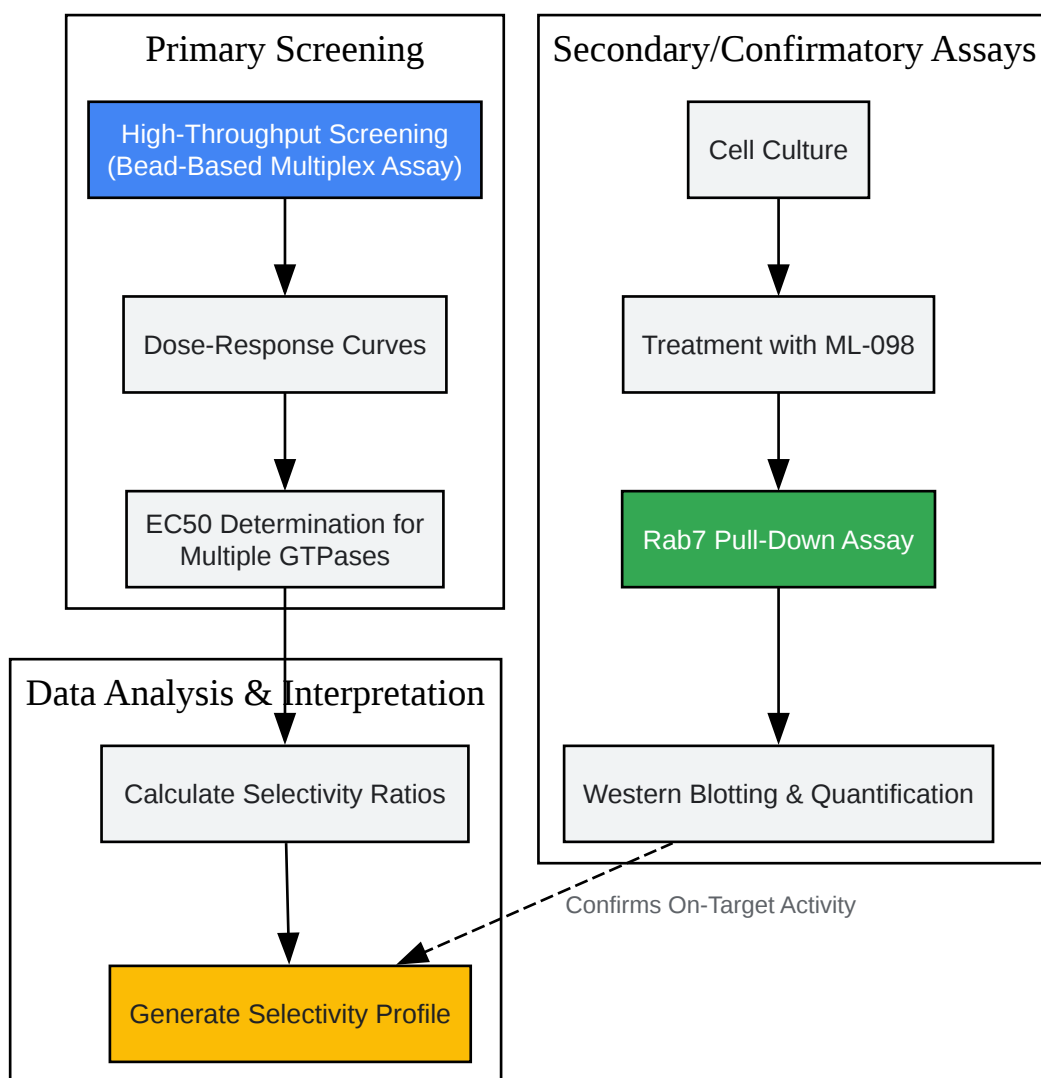 Primary Screening
High-Throughput Screening
(Bead-Based Multiplex Assay)
Dose-Response Curves
EC50 Determination for
Multiple GTPases
Secondary/Confirmatory Assays
Cell Culture
Treatment with ML-098
Rab7 Pull-Down Assay
Western Blotting & Quantification
Data Analysis & Interpretation
Calculate Selectivity Ratios
Confirms On-Target Activity
Generate Selectivity Profile